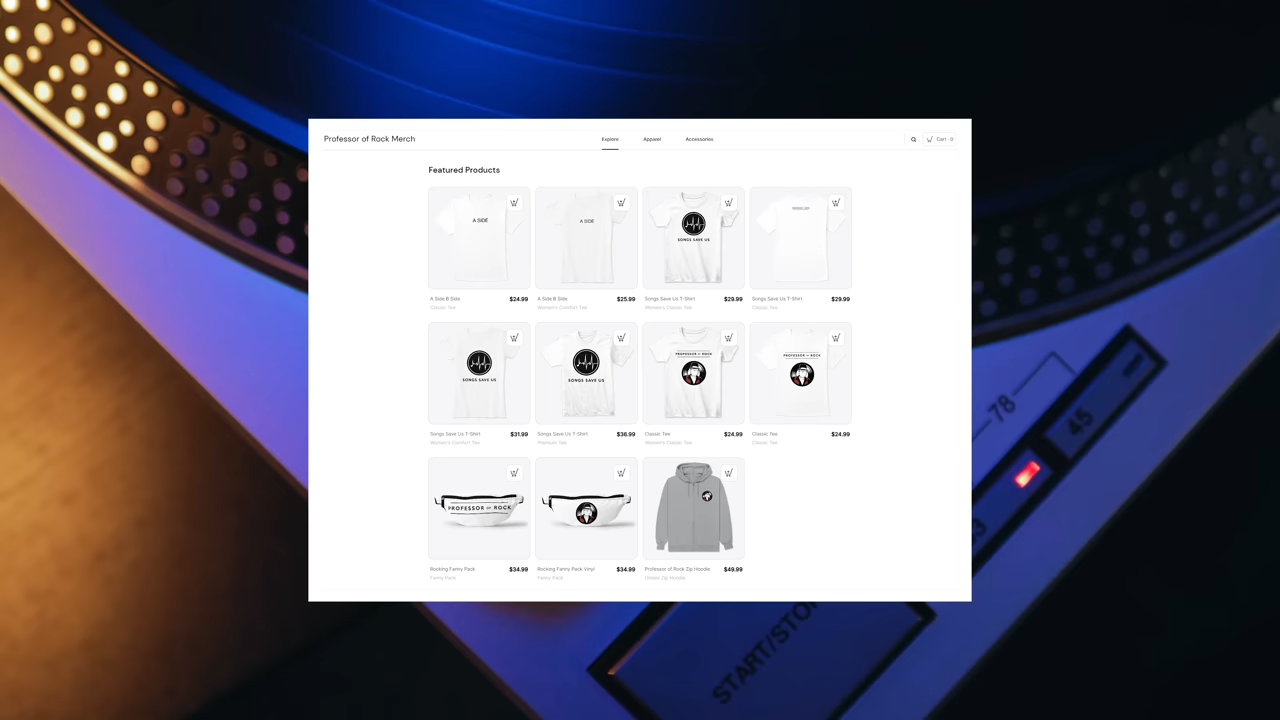 Professor of Rock Merch
Explore
Apparel
Accessories
Cart · 0
Featured Products
A SIDE
A SIDE
SONGS SAVE US
A Side B Side $24.99
Classic Tee
A Side B Side $25.99
Women's Comfort Tee
Songs Save Us T-Shirt $29.99
Women's Classic Tee
Songs Save Us T-Shirt $29.99
Classic Tee
SONGS SAVE US
SONGS SAVE US
PROFESSOR OF ROCK
PROFESSOR OF ROCK
Songs Save Us T-Shirt $31.99
Women's Comfort Tee
Songs Save Us T-Shirt $36.99
Premium Tee
Classic Tee $24.99
Women's Classic Tee
Classic Tee $24.99
Classic Tee
PROFESSOR OF ROCK
Rocking Fanny Pack $34.99
Fanny Pack
Rocking Fanny Pack Vinyl $34.99
Fanny Pack
Professor of Rock Zip Hoodie $49.99
Unisex Zip Hoodie
78
45
START/STOP